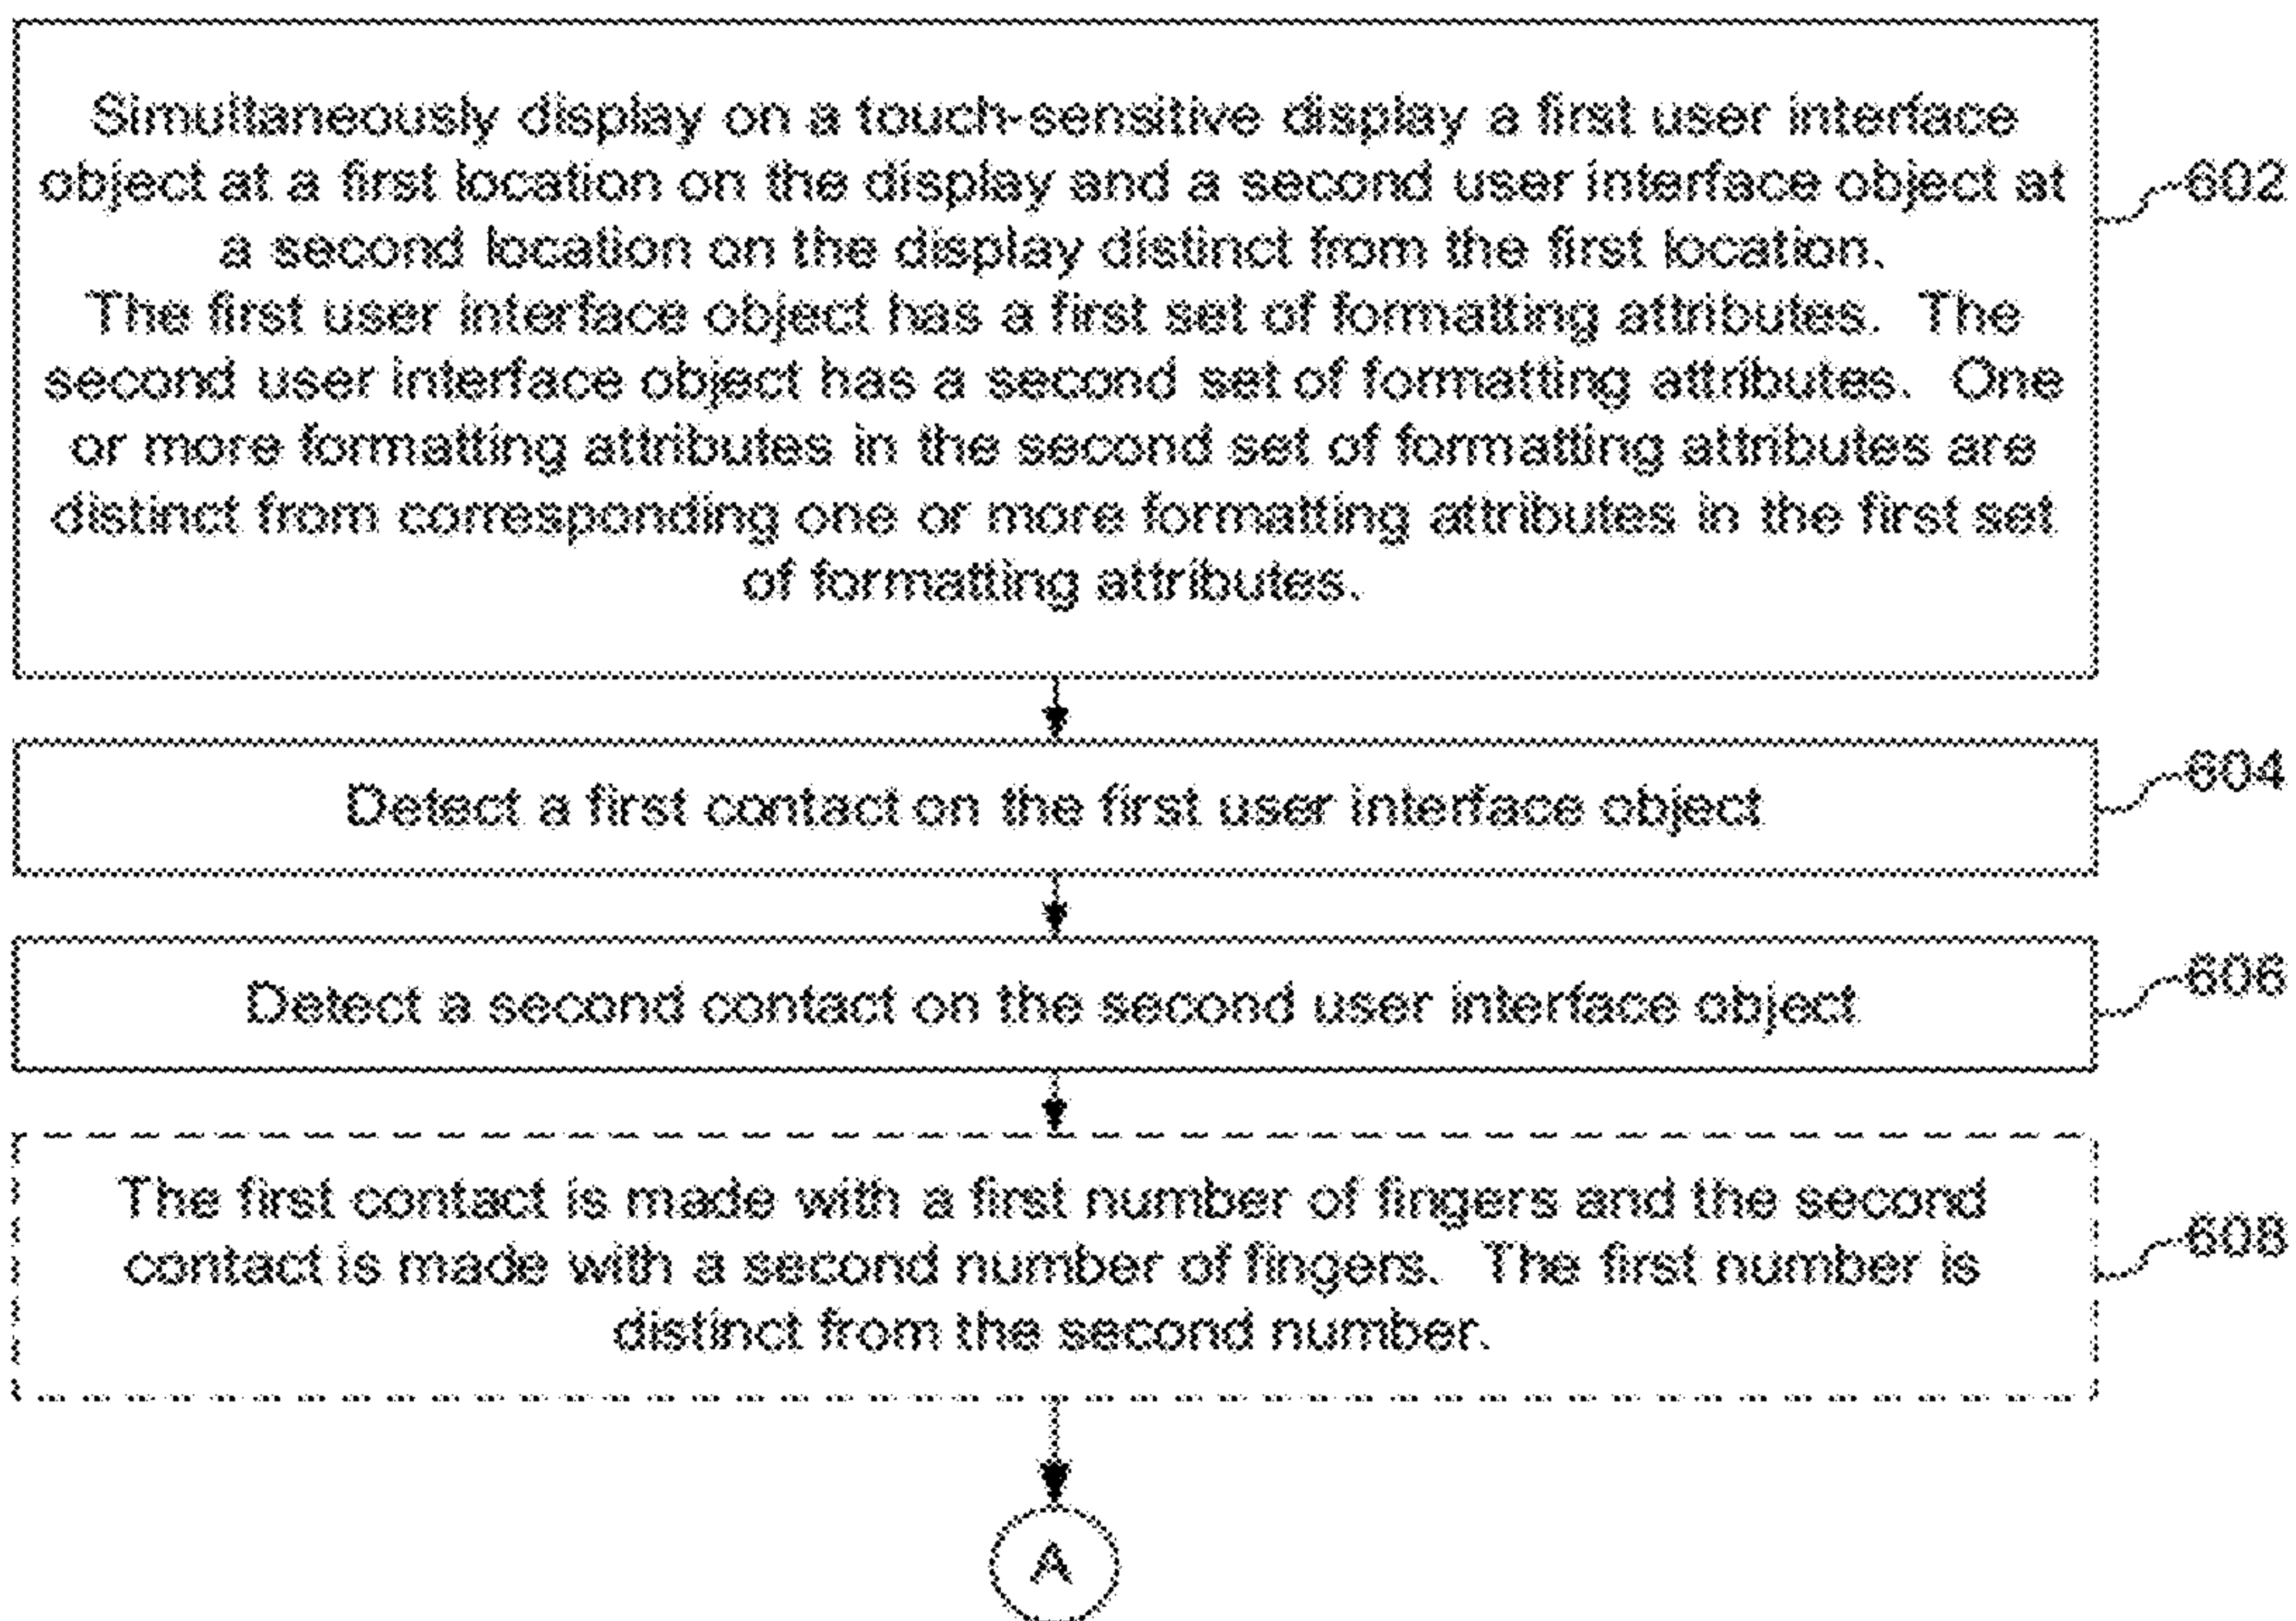 Simultaneously display on a touch-sensitive display a first user interface
object at a first location on the display and a second user interface object at
a second location on the display distinct from the first location.
The first user interface object has a first set of formatting attributes. The
second user interface object has a second set of formatting attributes. One
or more formatting attributes in the second set of formatting attributes are
distinct from corresponding one or more formatting attributes in the first set
of formatting attributes.
602
Detect a first contact on the first user interface object
604
Detect a second contact on the second user interface object
606
The first contact is made with a first number of fingers and the second
contact is made with a second number of fingers. The first number is
distinct from the second number.
608
A